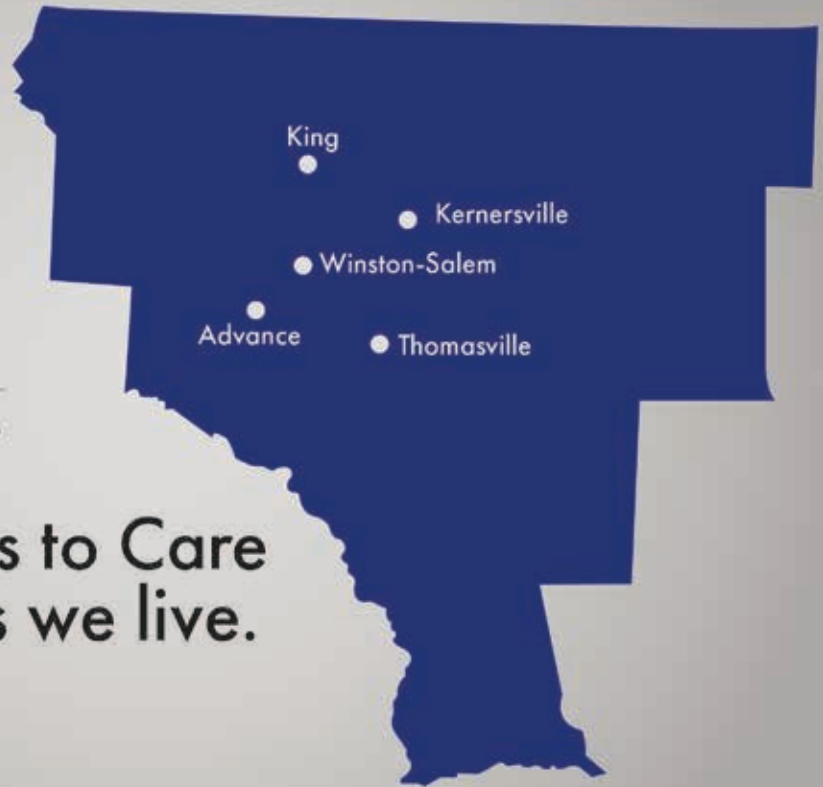 King
Kernersville
Winston-Salem
Advance
Thomasville
to Care
we live.